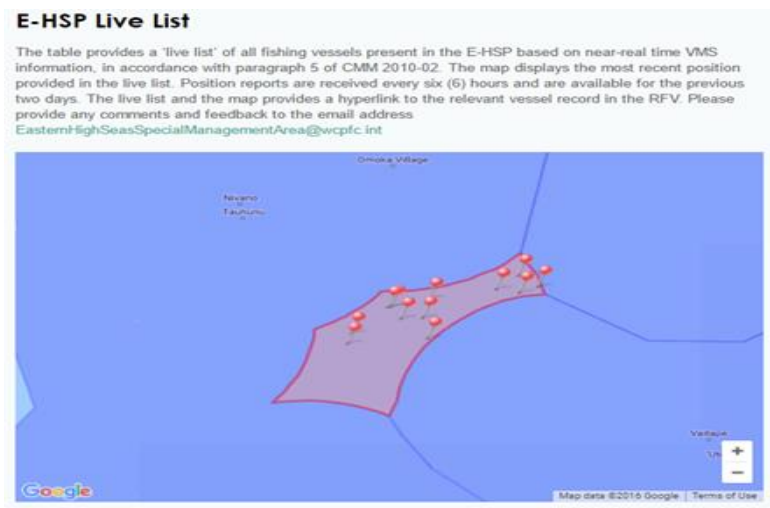 E-HSP Live List
The table provides a 'live list' of all fishing vessels present in the E-HSP based on near-real time VMS
information, in accordance with paragraph 5 of CMM 2010-02. The map displays the most recent position
provided in the live list. Position reports are received every six (6) hours and are available for the previous
two days. The live list and the map provides a hyperlink to the relevant vessel record in the RFV. Please
provide any comments and feedback to the email address
EasternHighSeasSpecialManagementArea@wcpfc.int
Omoka Village
Tauhunu
Vaitape
+
−
Google
Map data ©2016 Google
Terms of Use